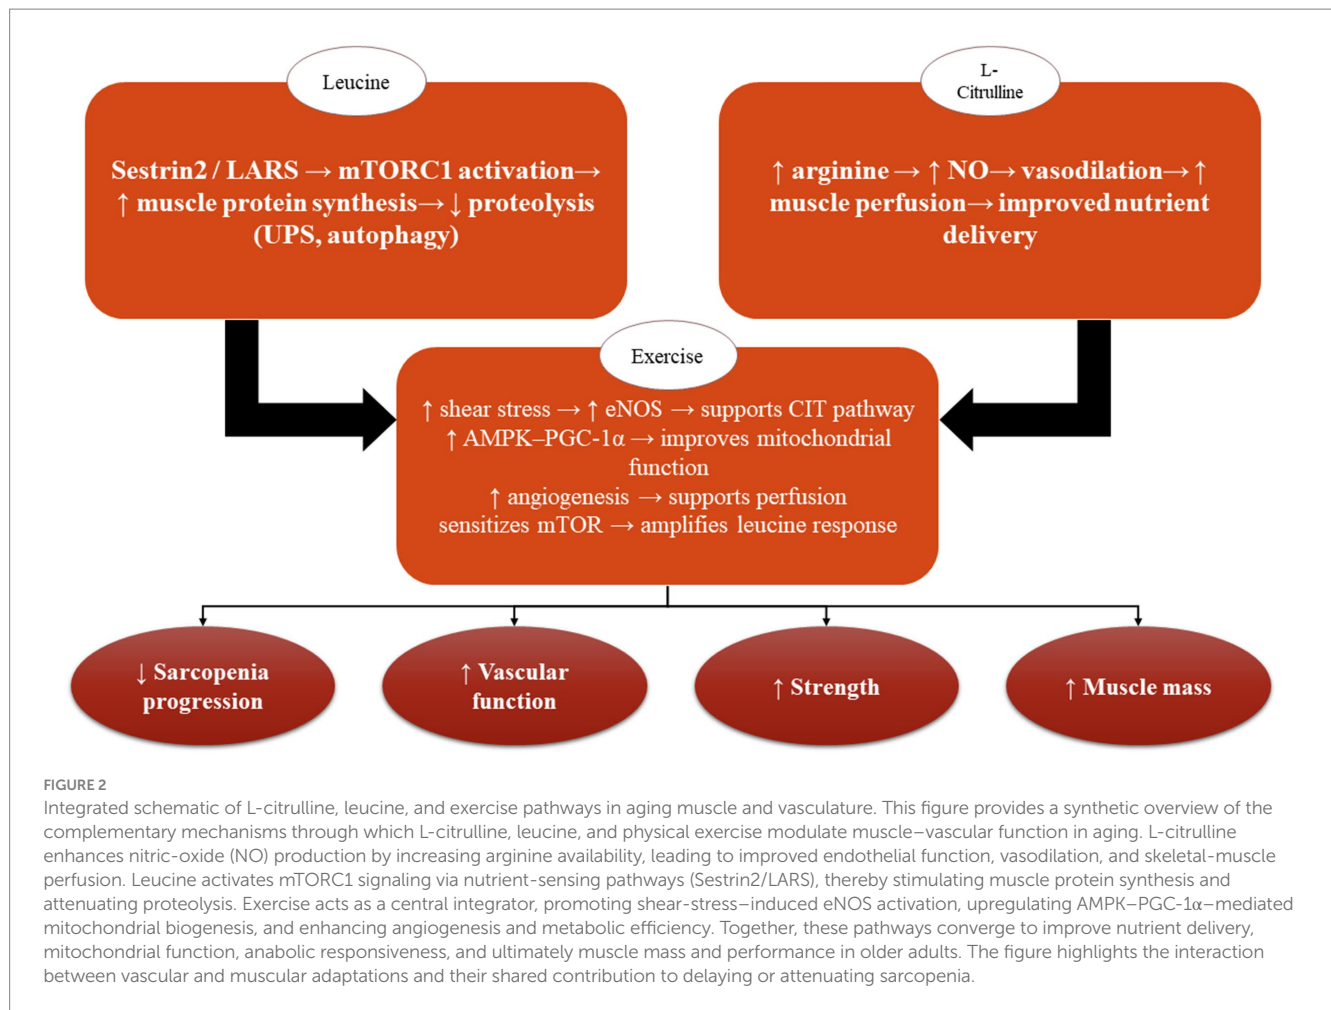 Leucine
Sestrin2 / LARS → mTORC1 activation→
↑ muscle protein synthesis→ ↓ proteolysis
(UPS, autophagy)
L-
Citrulline
↑ arginine→ ↑ NO→ vasodilation→ ↑
muscle perfusion→ improved nutrient
delivery
Exercise
↑ shear stress → ↑ eNOS → supports CIT pathway
↑ AMPK–PGC-1α → improves mitochondrial
function
↑ angiogenesis → supports perfusion
sensitizes mTOR → amplifies leucine response
↓ Sarcopenia
progression
↑ Vascular
function
↑ Strength
↑ Muscle mass
FIGURE 2
Integrated schematic of L-citrulline, leucine, and exercise pathways in aging muscle and vasculature. This figure provides a synthetic overview of the
complementary mechanisms through which L-citrulline, leucine, and physical exercise modulate muscle–vascular function in aging. L-citrulline
enhances nitric-oxide (NO) production by increasing arginine availability, leading to improved endothelial function, vasodilation, and skeletal-muscle
perfusion. Leucine activates mTORC1 signaling via nutrient-sensing pathways (Sestrin2/LARS), thereby stimulating muscle protein synthesis and
attenuating proteolysis. Exercise acts as a central integrator, promoting shear-stress–induced eNOS activation, upregulating AMPK–PGC-1α–mediated
mitochondrial biogenesis, and enhancing angiogenesis and metabolic efficiency. Together, these pathways converge to improve nutrient delivery,
mitochondrial function, anabolic responsiveness, and ultimately muscle mass and performance in older adults. The figure highlights the interaction
between vascular and muscular adaptations and their shared contribution to delaying or attenuating sarcopenia.